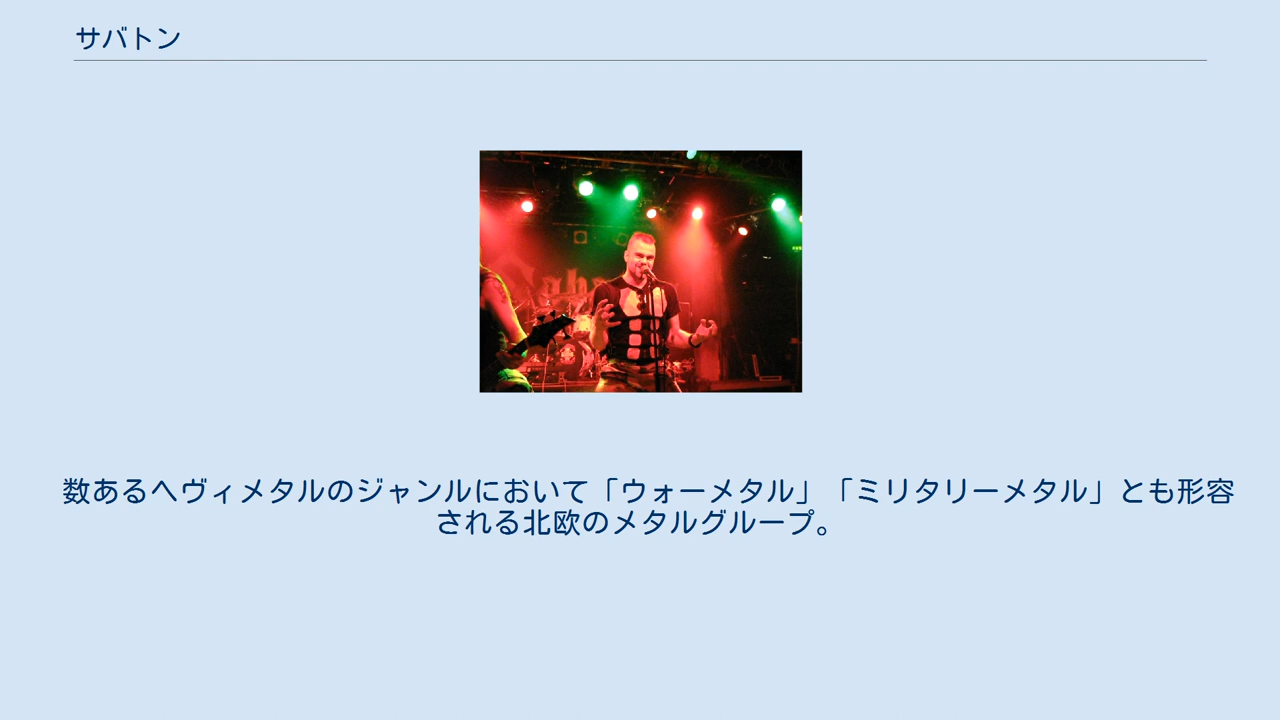 サバトン
数あるヘヴィメタルのジャンルにおいて「ウォーメタル」「ミリタリーメタル」とも形容
される北欧のメタルグループ。